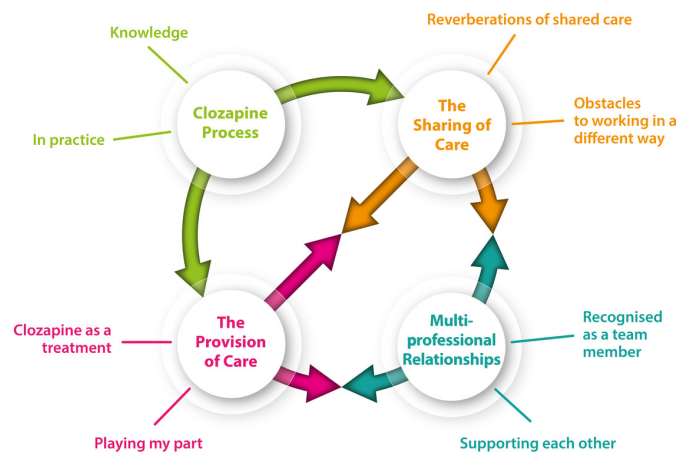 Reverberations of shared care
Knowledge
Clozapine
Process
The
Sharing of
Care
Obstacles
to working in a
different way
In practice
Clozapine as a
treatment
The
Provision
of Care
Multi-
professional
Relationships
Recognised
as a team
member
Playing my part
Supporting each other